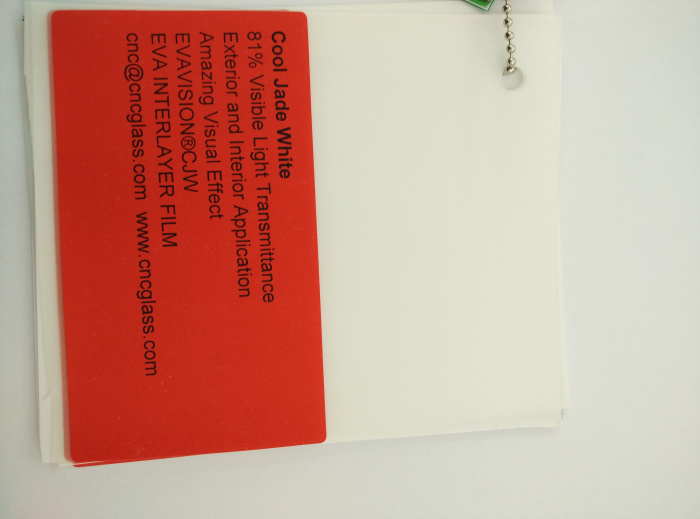 Cool Jade White
81% Visible Light Transmittance
Exterior and Interior Application
Amazing Visual Effect
EVAVISION®CJW
EVA INTERLAYER FILM
cnc@cncglass.com www.cncglass.com